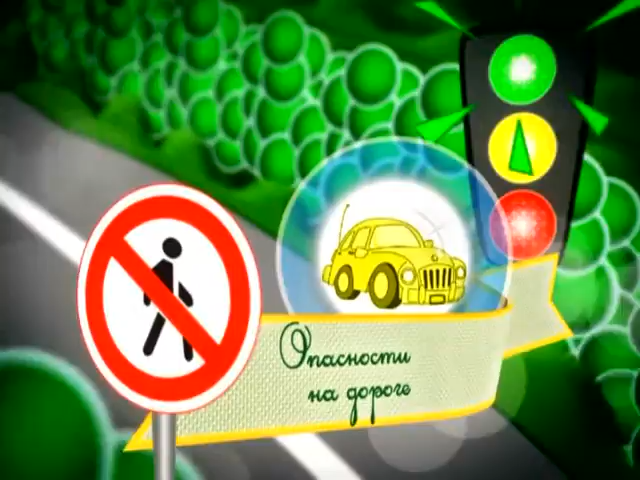 Опасности
на дороге